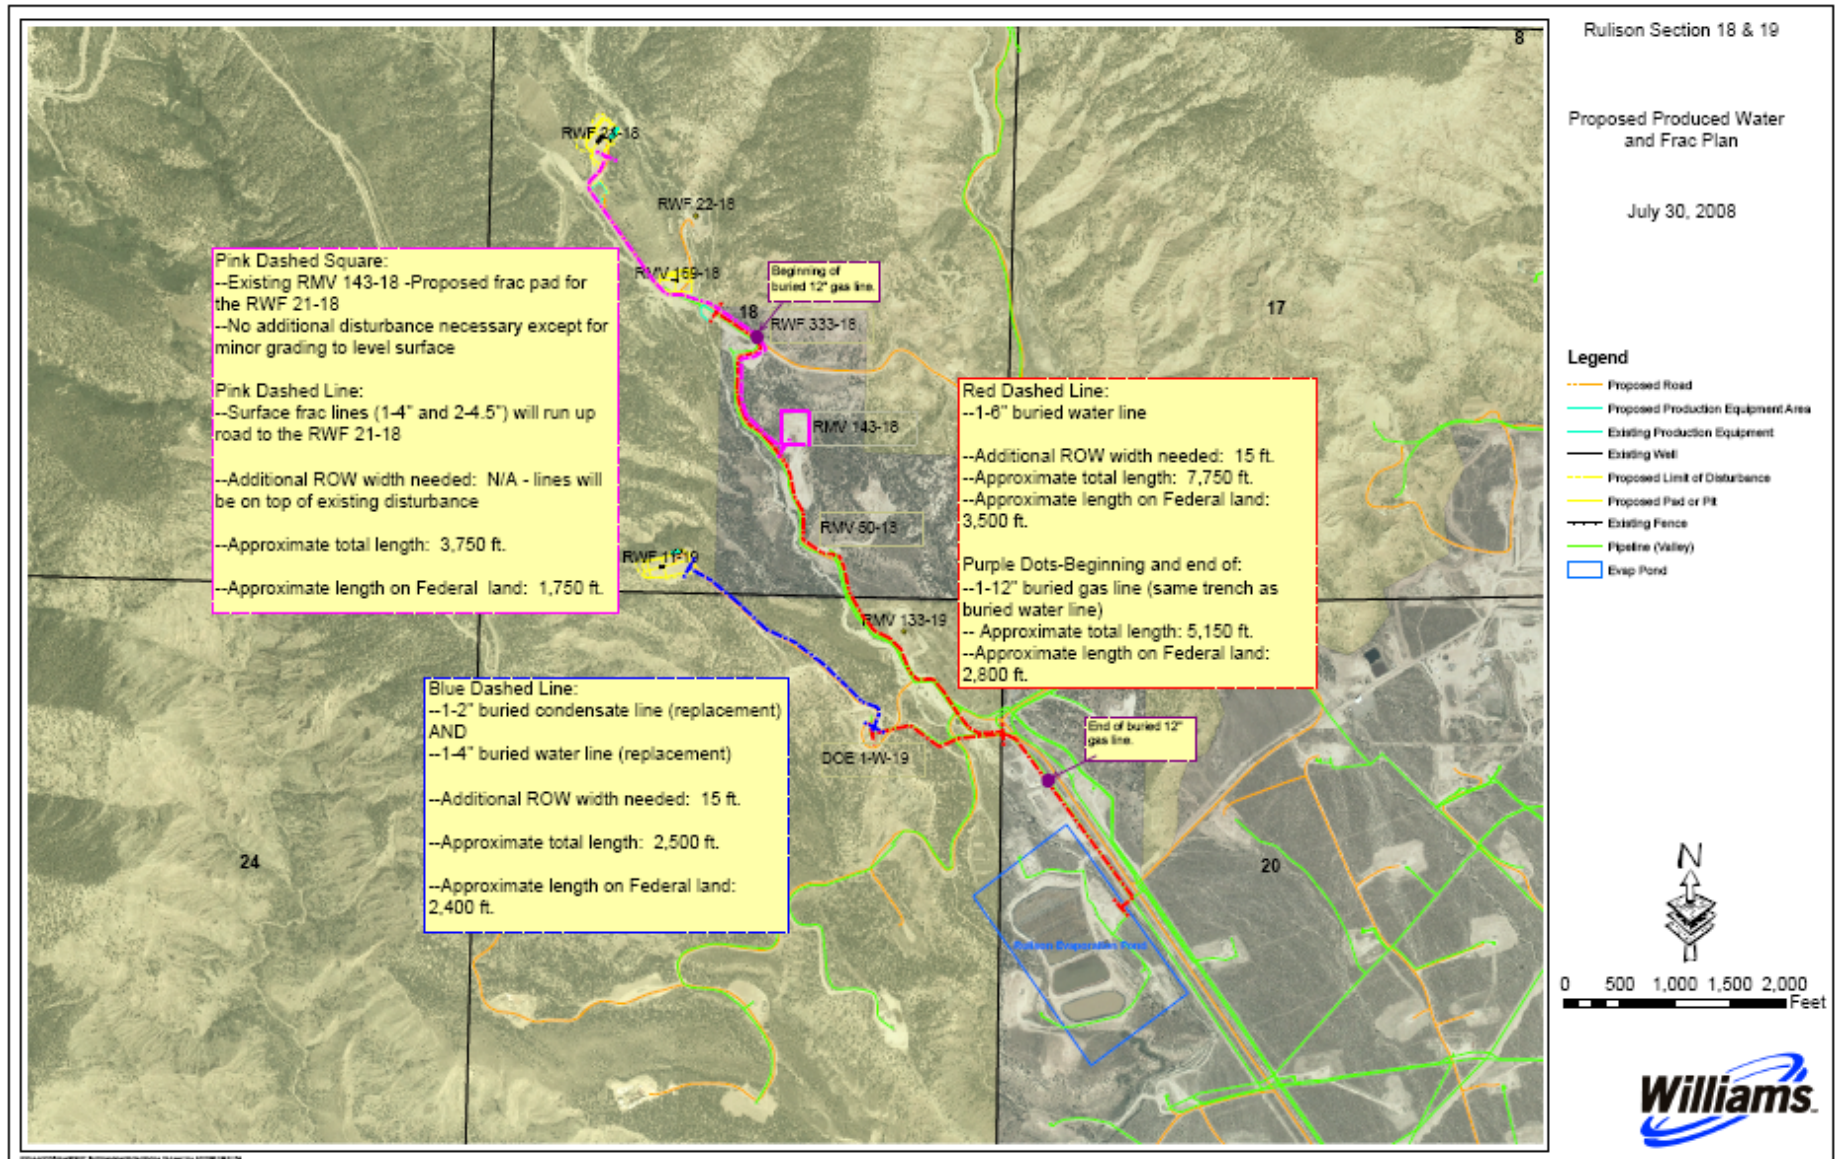 Rulison Section 18 & 19
Proposed Produced Water
and Frac Plan
July 30, 2008
8
RWF 21-18
RWF 22-18
RMV 159-18
Beginning of
buried 12" gas line.
18
RWF 333-18
17
RMV 143-18
RMV 50-18
RWF 11-19
RMV 133-19
DOE 1-W-19
End of buried 12"
gas line.
24
20
Rulison Evaporation Pond
Pink Dashed Square:
--Existing RMV 143-18 -Proposed frac pad for
the RWF 21-18
--No additional disturbance necessary except for
minor grading to level surface
Pink Dashed Line:
--Surface frac lines (1-4" and 2-4.5") will run up
road to the RWF 21-18
--Additional ROW width needed: N/A - lines will
be on top of existing disturbance
--Approximate total length: 3,750 ft.
--Approximate length on Federal land: 1,750 ft.
Red Dashed Line:
--1-6" buried water line
--Additional ROW width needed: 15 ft.
--Approximate total length: 7,750 ft.
--Approximate length on Federal land:
3,500 ft.
Purple Dots-Beginning and end of:
--1-12" buried gas line (same trench as
buried water line)
-- Approximate total length: 5,150 ft.
--Approximate length on Federal land:
2,800 ft.
Blue Dashed Line:
--1-2" buried condensate line (replacement)
AND
--1-4" buried water line (replacement)
--Additional ROW width needed: 15 ft.
--Approximate total length: 2,500 ft.
--Approximate length on Federal land:
2,400 ft.
Legend
Proposed Road
Proposed Production Equipment Area
Existing Production Equipment
Existing Well
Proposed Limit of Disturbance
Proposed Pad or Pit
Existing Fence
Pipeline (Valley)
Evap Pond
N
0 500 1,000 1,500 2,000
Feet
Williams